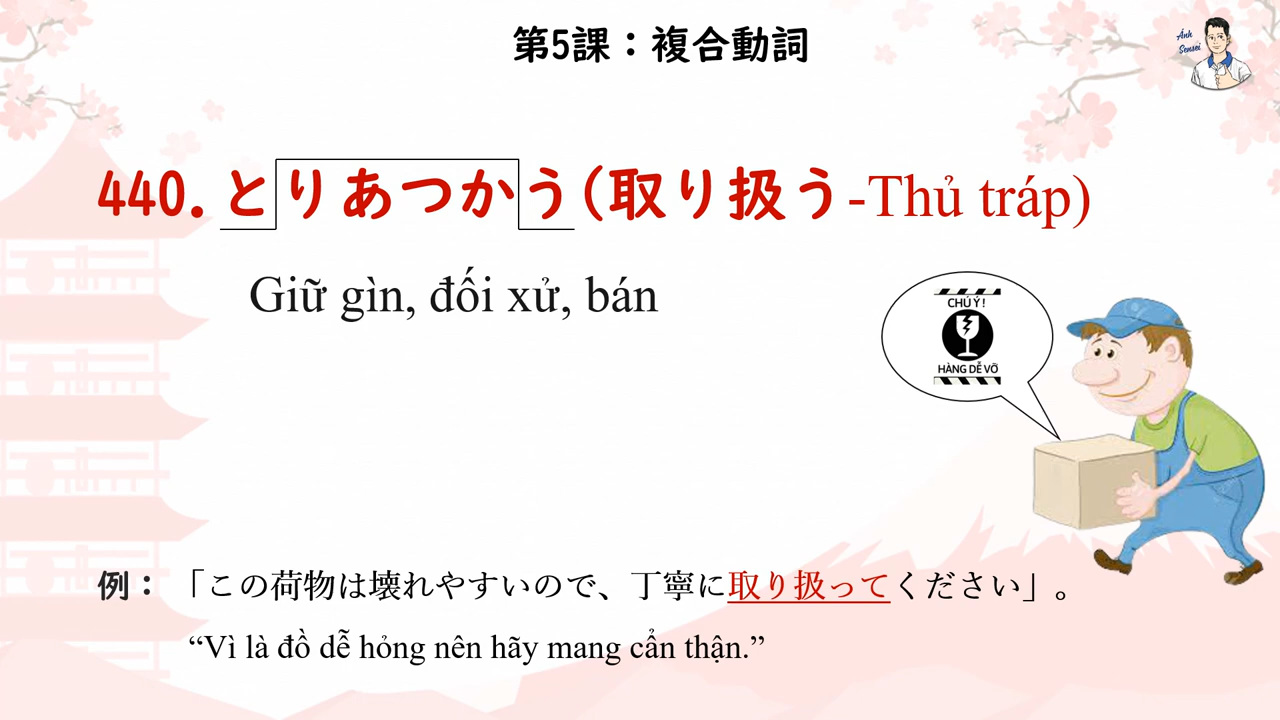 第5課：複合動詞
Ánh
Sensei
440. とりあつかう(取り扱う-Thủ tráp)
Giữ gìn, đối xử, bán
CHÚ Ý !
HÀNG DỄ VỠ
例：「この荷物は壊れやすいので、丁寧に取り扱ってください」。
“Vì là đồ dễ hỏng nên hãy mang cẩn thận.”